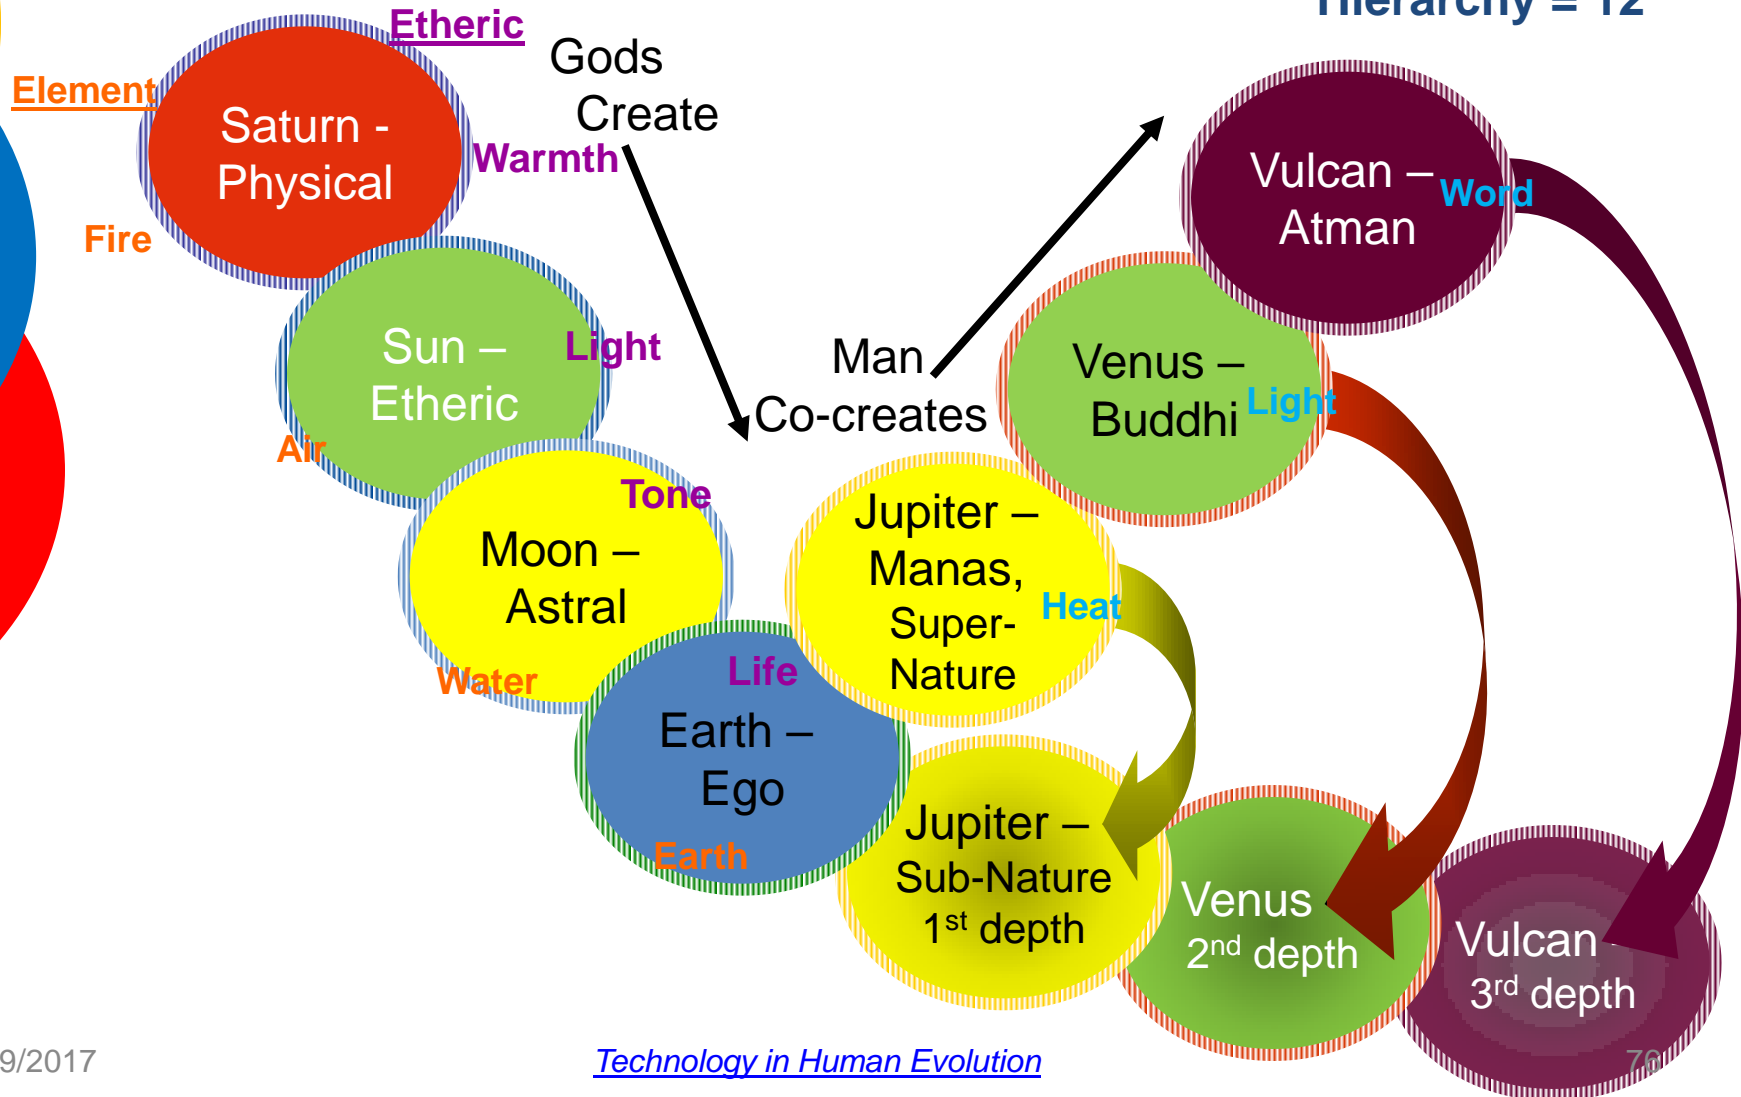 Hierarchy = 12
Etheric
Element
Gods
Create
Saturn -
Physical
Warmth
Fire
Sun –
Etheric
Light
Air
Tone
Moon –
Astral
Water
Life
Earth –
Ego
Earth
Man
Co-creates
Vulcan –
Atman
Word
Venus –
Buddhi
Light
Jupiter –
Manas,
Super-
Nature
Heat
Jupiter –
Sub-Nature
1st depth
Venus
2nd depth
Vulcan -
3rd depth
9/2017
Technology in Human Evolution
76